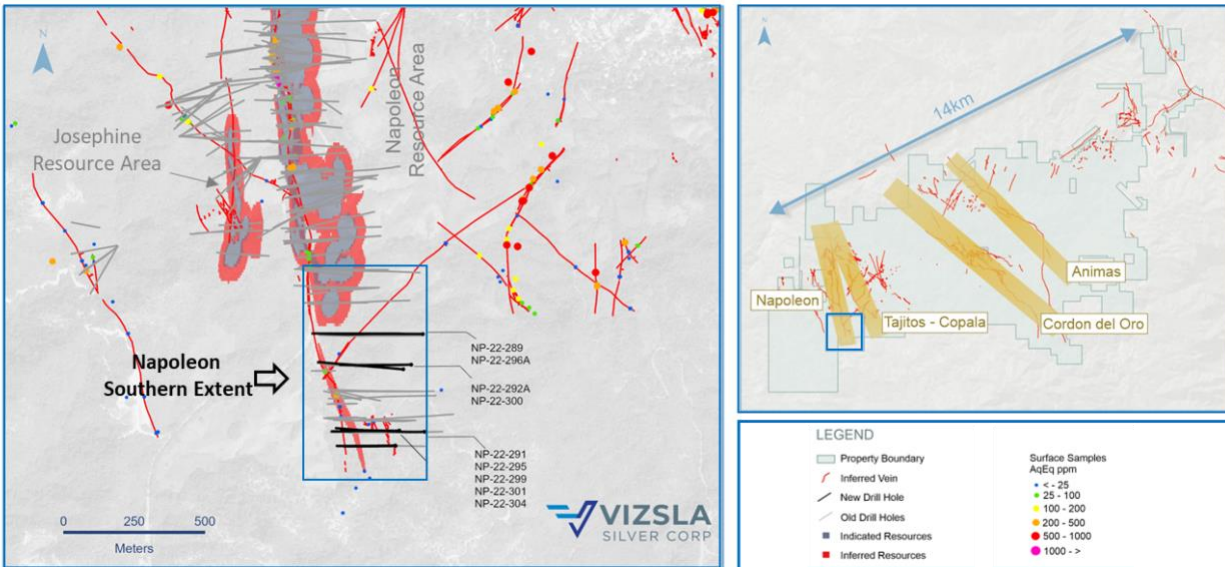 N
Josephine
Resource Area
Napoleon
Resource Area
Napoleon
Southern Extent
NP-22-289
NP-22-296A
NP-22-292A
NP-22-300
NP-22-291
NP-22-295
NP-22-299
NP-22-301
NP-22-304
0 250 500
Meters
VIZSLA
SILVER CORP
N
14km
Napoleon
Tajitos - Copala
Cordon del Oro
Animas
LEGEND
Property Boundary
Inferred Vein
New Drill Hole
Old Drill Holes
Indicated Resources
Inferred Resources
Surface Samples
AqEq ppm
< - 25
25 - 100
100 - 200
200 - 500
500 - 1000
1000 - >